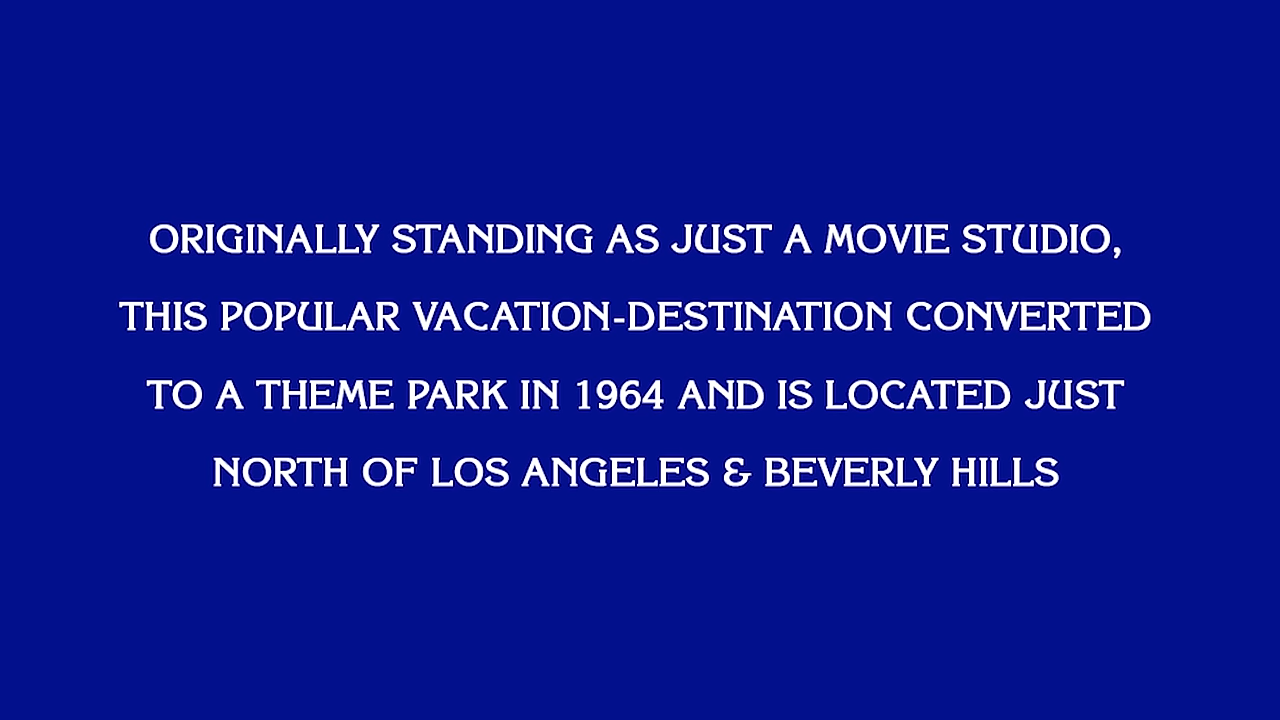 ORIGINALLY STANDING AS JUST A MOVIE STUDIO,
THIS POPULAR VACATION-DESTINATION CONVERTED
TO A THEME PARK IN 1964 AND IS LOCATED JUST
NORTH OF LOS ANGELES & BEVERLY HILLS